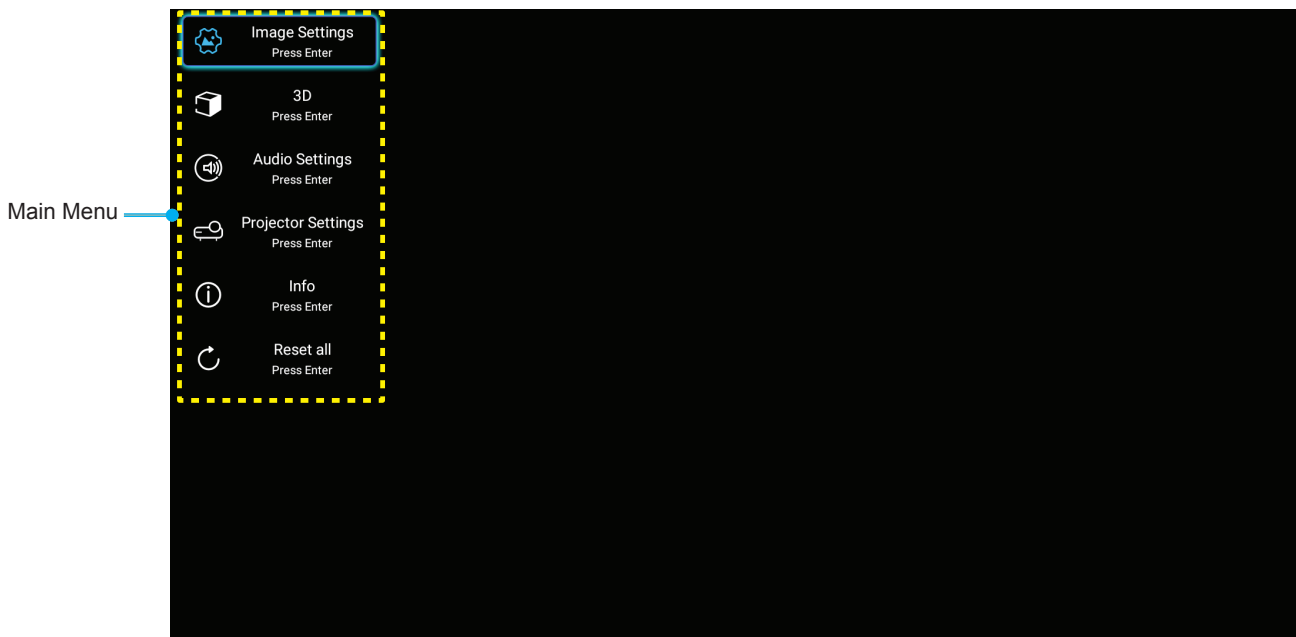 Image Settings
Press Enter
3D
Press Enter
Audio Settings
Press Enter
Main Menu
Projector Settings
Press Enter
Info
Press Enter
Reset all
Press Enter